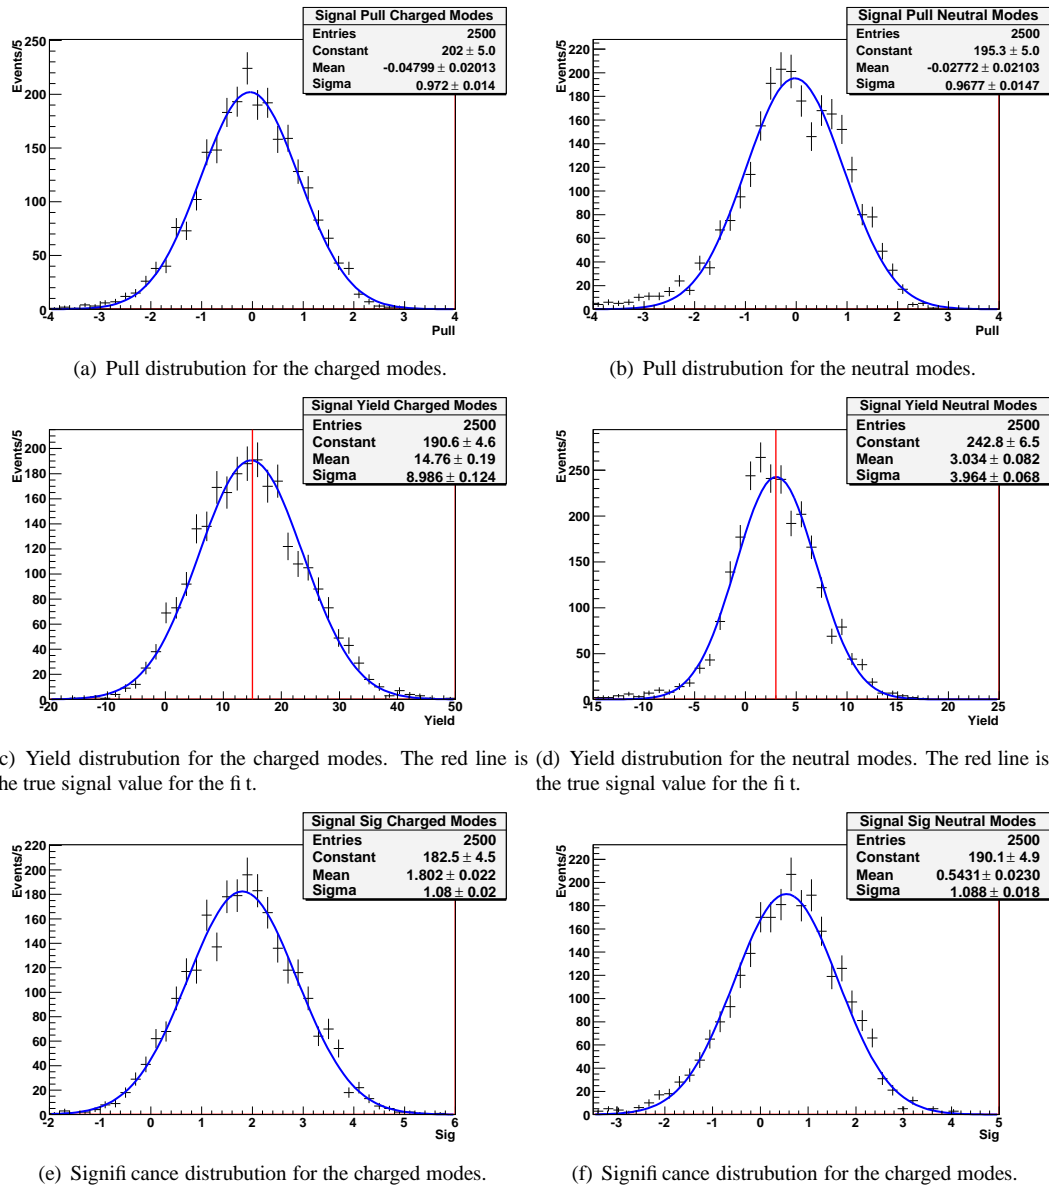 Signal Pull Charged Modes
Entries 2500
Constant 202 ± 5.0
Mean -0.04799 ± 0.02013
Sigma 0.972 ± 0.014
Events/5
250
200
150
100
50
0
-4 -3 -2 -1 0 1 2 3 4
Pull
(a) Pull distrubution for the charged modes.
Signal Pull Neutral Modes
Entries 2500
Constant 195.3 ± 5.0
Mean -0.02772 ± 0.02103
Sigma 0.9677 ± 0.0147
Events/5
220
200
180
160
140
120
100
80
60
40
20
0
-4 -3 -2 -1 0 1 2 3 4
Pull
(b) Pull distrubution for the neutral modes.
Signal Yield Charged Modes
Entries 2500
Constant 190.6 ± 4.6
Mean 14.76 ± 0.19
Sigma 8.986 ± 0.124
Events/5
200
180
160
140
120
100
80
60
40
20
0
-20 -10 0 10 20 30 40 50
Yield
c) Yield distrubution for the charged modes. The red line is
he true signal value for the fi t.
Signal Yield Neutral Modes
Entries 2500
Constant 242.8 ± 6.5
Mean 3.034 ± 0.082
Sigma 3.964 ± 0.068
Events/5
250
200
150
100
50
0
-15 -10 -5 0 5 10 15 20 25
Yield
(d) Yield distrubution for the neutral modes. The red line is
the true signal value for the fi t.
Signal Sig Charged Modes
Entries 2500
Constant 182.5 ± 4.5
Mean 1.802 ± 0.022
Sigma 1.08 ± 0.02
Events/5
220
200
180
160
140
120
100
80
60
40
20
0
-2 -1 0 1 2 3 4 5 6
Sig
(e) Signifi cance distrubution for the charged modes.
Signal Sig Neutral Modes
Entries 2500
Constant 190.1 ± 4.9
Mean 0.5431 ± 0.0230
Sigma 1.088 ± 0.018
Events/5
220
200
180
160
140
120
100
80
60
40
20
0
-3 -2 -1 0 1 2 3 4 5
Sig
(f) Signifi cance distrubution for the charged modes.